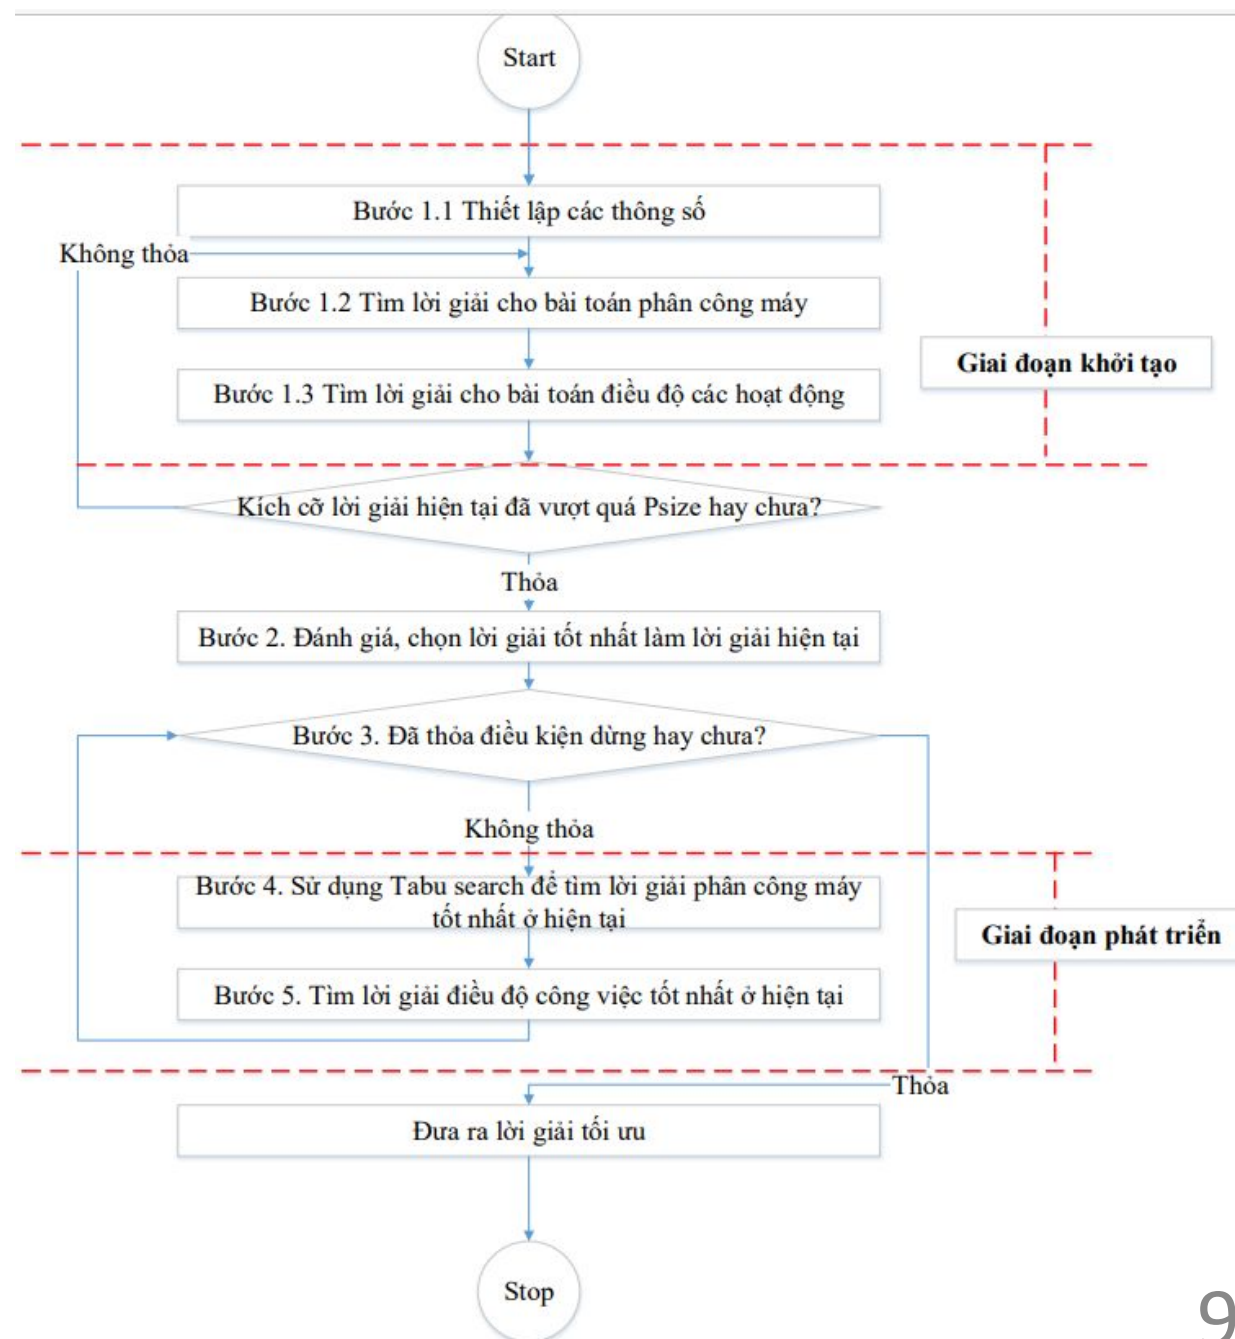 Start
Bước 1.1 Thiết lập các thông số
Không thỏa
Bước 1.2 Tìm lời giải cho bài toán phân công máy
Giai đoạn khởi tạo
Bước 1.3 Tìm lời giải cho bài toán điều độ các hoạt động
Kích cỡ lời giải hiện tại đã vượt quá Psize hay chưa?
Thỏa
Bước 2. Đánh giá, chọn lời giải tốt nhất làm lời giải hiện tại
Bước 3. Đã thỏa điều kiện dừng hay chưa?
Không thỏa
Bước 4. Sử dụng Tabu search để tìm lời giải phân công máy
tốt nhất ở hiện tại
Giai đoạn phát triển
Bước 5. Tìm lời giải điều độ công việc tốt nhất ở hiện tại
Thỏa
Đưa ra lời giải tối ưu
Stop
9